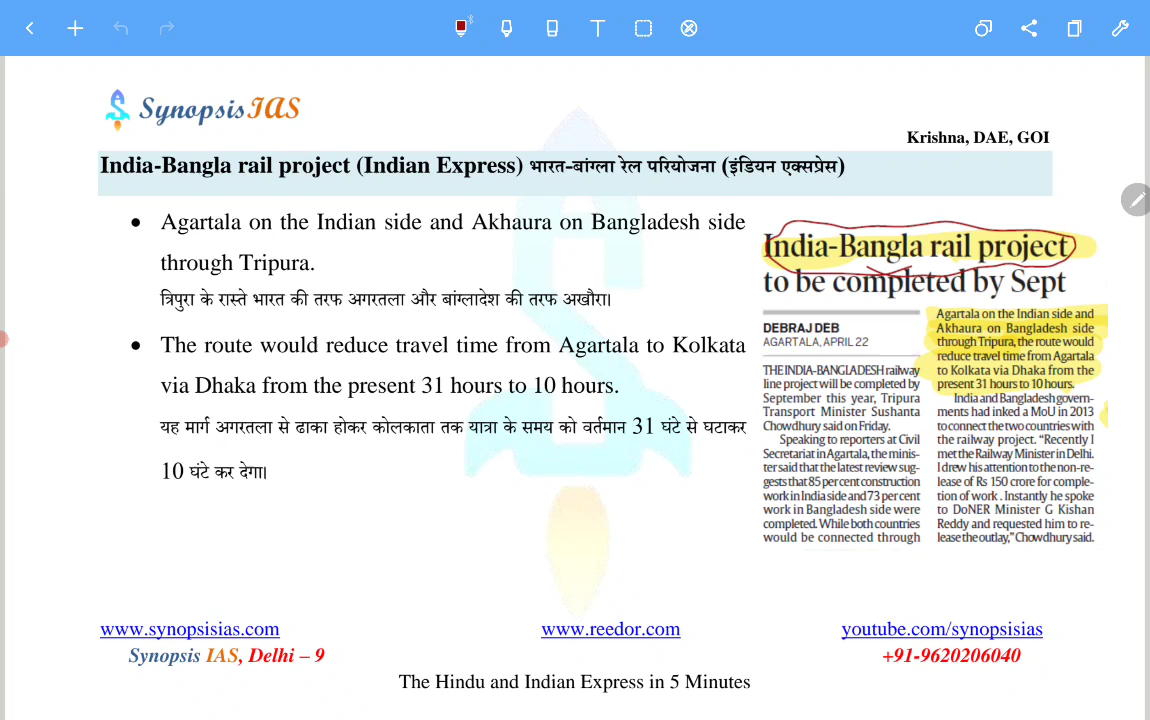 Synopsis IAS
Krishna, DAE, GOI
India-Bangla rail project (Indian Express) भारत-बांग्ला रेल परियोजना (इंडियन एक्सप्रेस)
• Agartala on the Indian side and Akhaura on Bangladesh side
through Tripura.
त्रिपुरा के रास्ते भारत की तरफ अगरतला और बांग्लादेश की तरफ अखौरा।
• The route would reduce travel time from Agartala to Kolkata
via Dhaka from the present 31 hours to 10 hours.
यह मार्ग अगरतला से ढाका होकर कोलकाता तक यात्रा के समय को वर्तमान 31 घंटे से घटाकर
10 घंटे कर देगा।
India-Bangla rail project
to be completed by Sept
DEBRAJ DEB
AGARTALA, APRIL 22
THE INDIA-BANGLADESH railway
line project will be completed by
September this year, Tripura
Transport Minister Sushanta
Chowdhury said on Friday.
Speaking to reporters at Civil
Secretariat in Agartala, the minis-
ter said that the latest review sug-
gests that 85 per cent construction
work in India side and 73 per cent
work in Bangladesh side were
completed. While both countries
would be connected through
Agartala on the Indian side and
Akhaura on Bangladesh side
through Tripura, the route would
reduce travel time from Agartala
to Kolkata via Dhaka from the
present 31 hours to 10 hours.
India and Bangladesh govern-
ments had inked a MoU in 2013
to connect the two countries with
the railway project. “Recently I
met the Railway Minister in Delhi.
I drew his attention to the non-re-
lease of Rs 150 crore for comple-
tion of work . Instantly he spoke
to DoNER Minister G Kishan
Reddy and requested him to re-
lease the outlay,” Chowdhury said.
www.synopsisias.com www.reedor.com youtube.com/synopsisias
Synopsis IAS, Delhi – 9 +91-9620206040
The Hindu and Indian Express in 5 Minutes